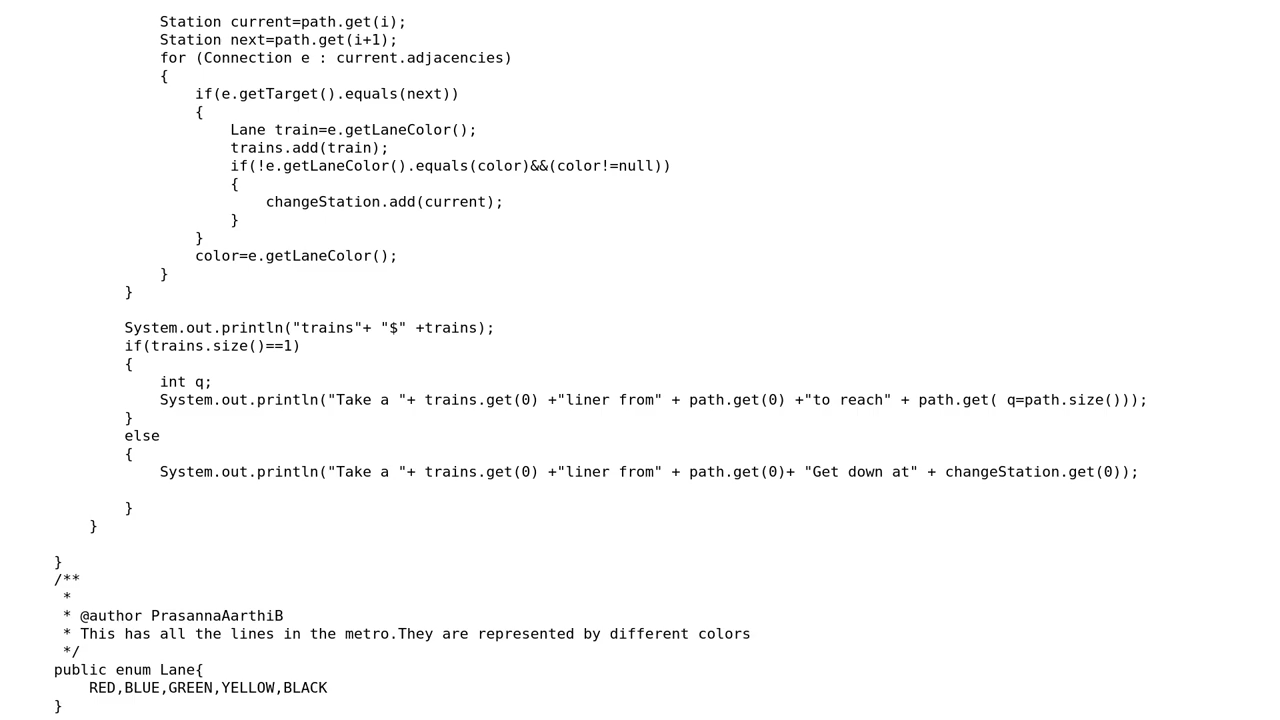 Station current=path.get(i);
Station next=path.get(i+1);
for (Connection e : current.adjacencies)
{
if(e.getTarget().equals(next))
{
Lane train=e.getLaneColor();
trains.add(train);
if(!e.getLaneColor().equals(color)&&(color!=null))
{
changeStation.add(current);
}
}
color=e.getLaneColor();
}
}
System.out.println("trains"+ "$" +trains);
if(trains.size()==1)
{
int q;
System.out.println("Take a "+ trains.get(0) +"liner from" + path.get(0) +"to reach" + path.get( q=path.size()));
}
else
{
System.out.println("Take a "+ trains.get(0) +"liner from" + path.get(0)+ "Get down at" + changeStation.get(0));
}
}
}
/**
*
* @author PrasannaAarthiB
* This has all the lines in the metro.They are represented by different colors
*/
public enum Lane{
RED,BLUE,GREEN,YELLOW,BLACK
}